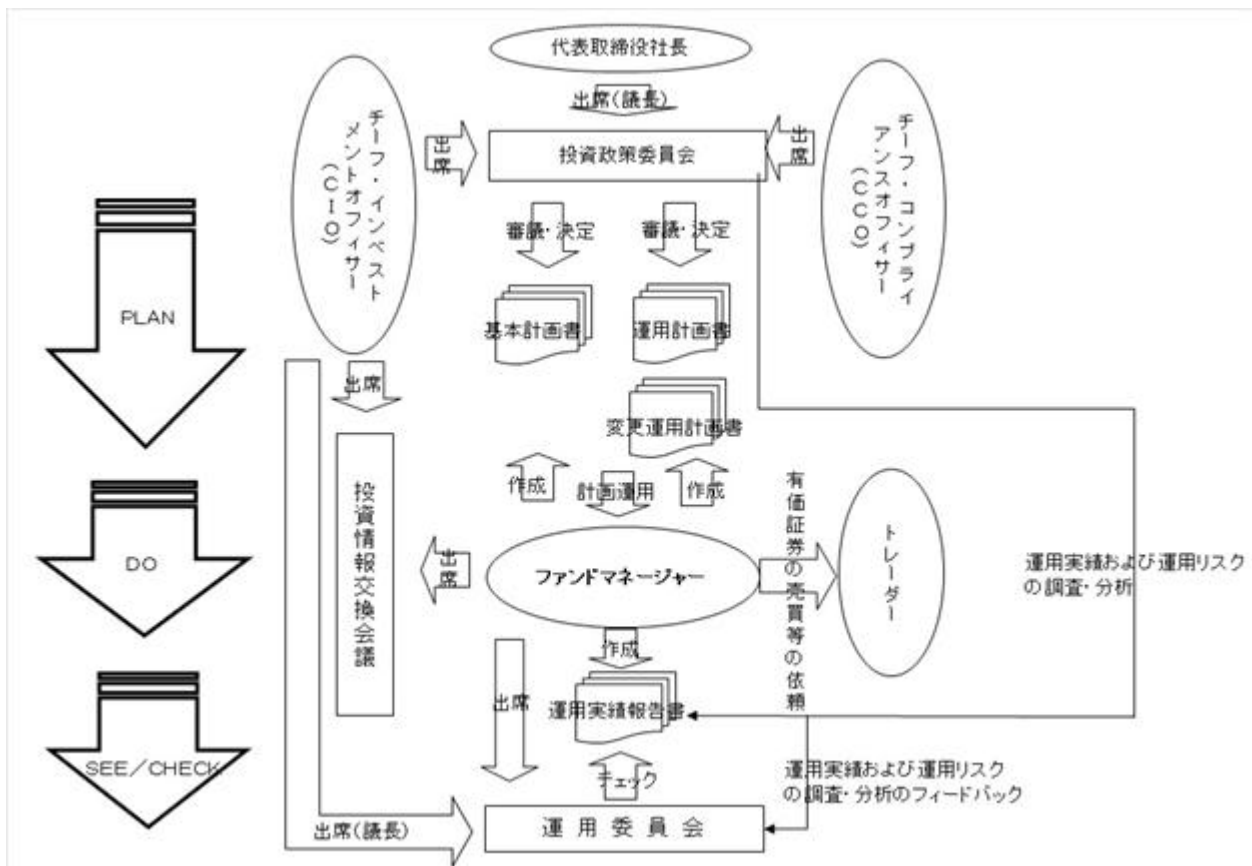 代表取締役社長
出席(議長)
チーフ・インベスト
メントオフィサー
(CIO)
出席
投資政策委員会
出席
チーフ・コンプライ
アンスオフィサー
(CCO)
審議・決定
審議・決定
PLAN
基本計画書
運用計画書
出席
変更運用計画書
作成
計画運用
作成
有価証券の売買等の依頼
投資情報交換会議
DO
出席
ファンドマネージャー
トレーダー
運用実績および運用リスク
の調査・分析
作成
出席
運用実績報告書
SEE/CHECK
チェック
運用実績および運用リスク
の調査・分析のフィードバック
出席(議長)
運用委員会